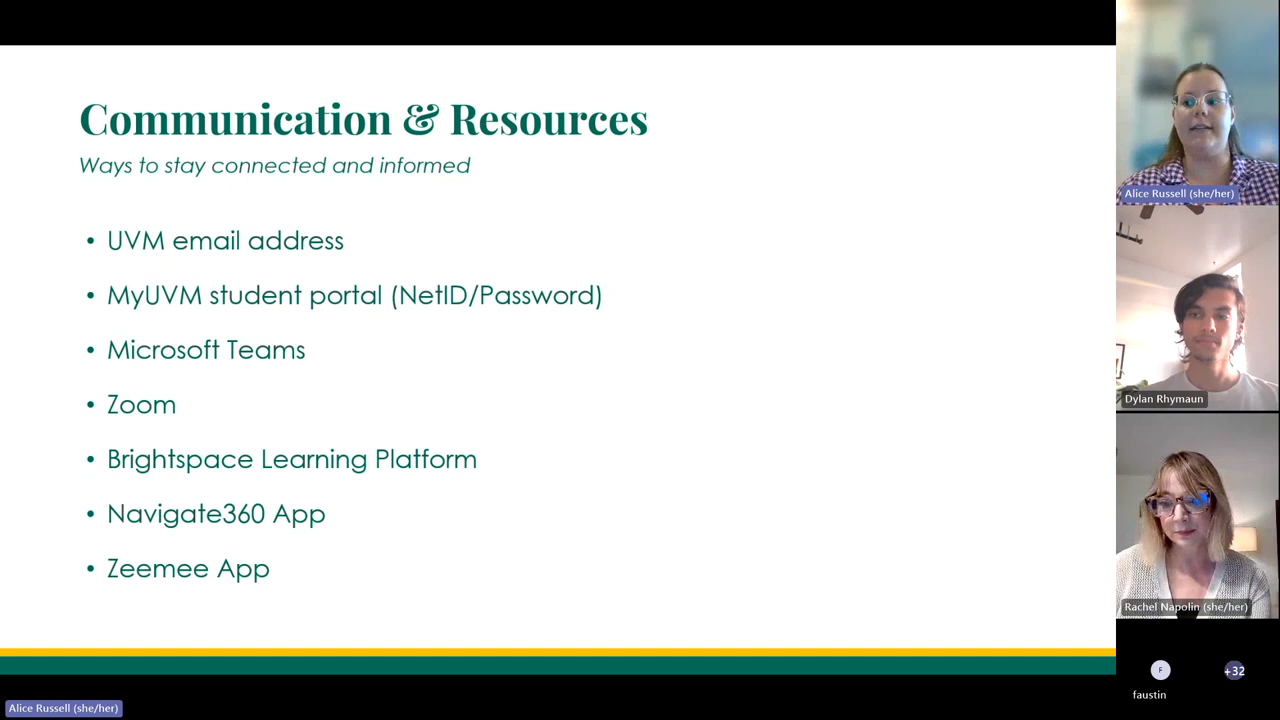 Communication & Resources
Ways to stay connected and informed
• UVM email address
• MyUVM student portal (NetID/Password)
• Microsoft Teams
• Zoom
• Brightspace Learning Platform
• Navigate360 App
• Zeemee App
Alice Russell (she/her)
Dylan Rhymaun
Rachel Napolin (she/her)
F
+32
faustin
Alice Russell (she/her)